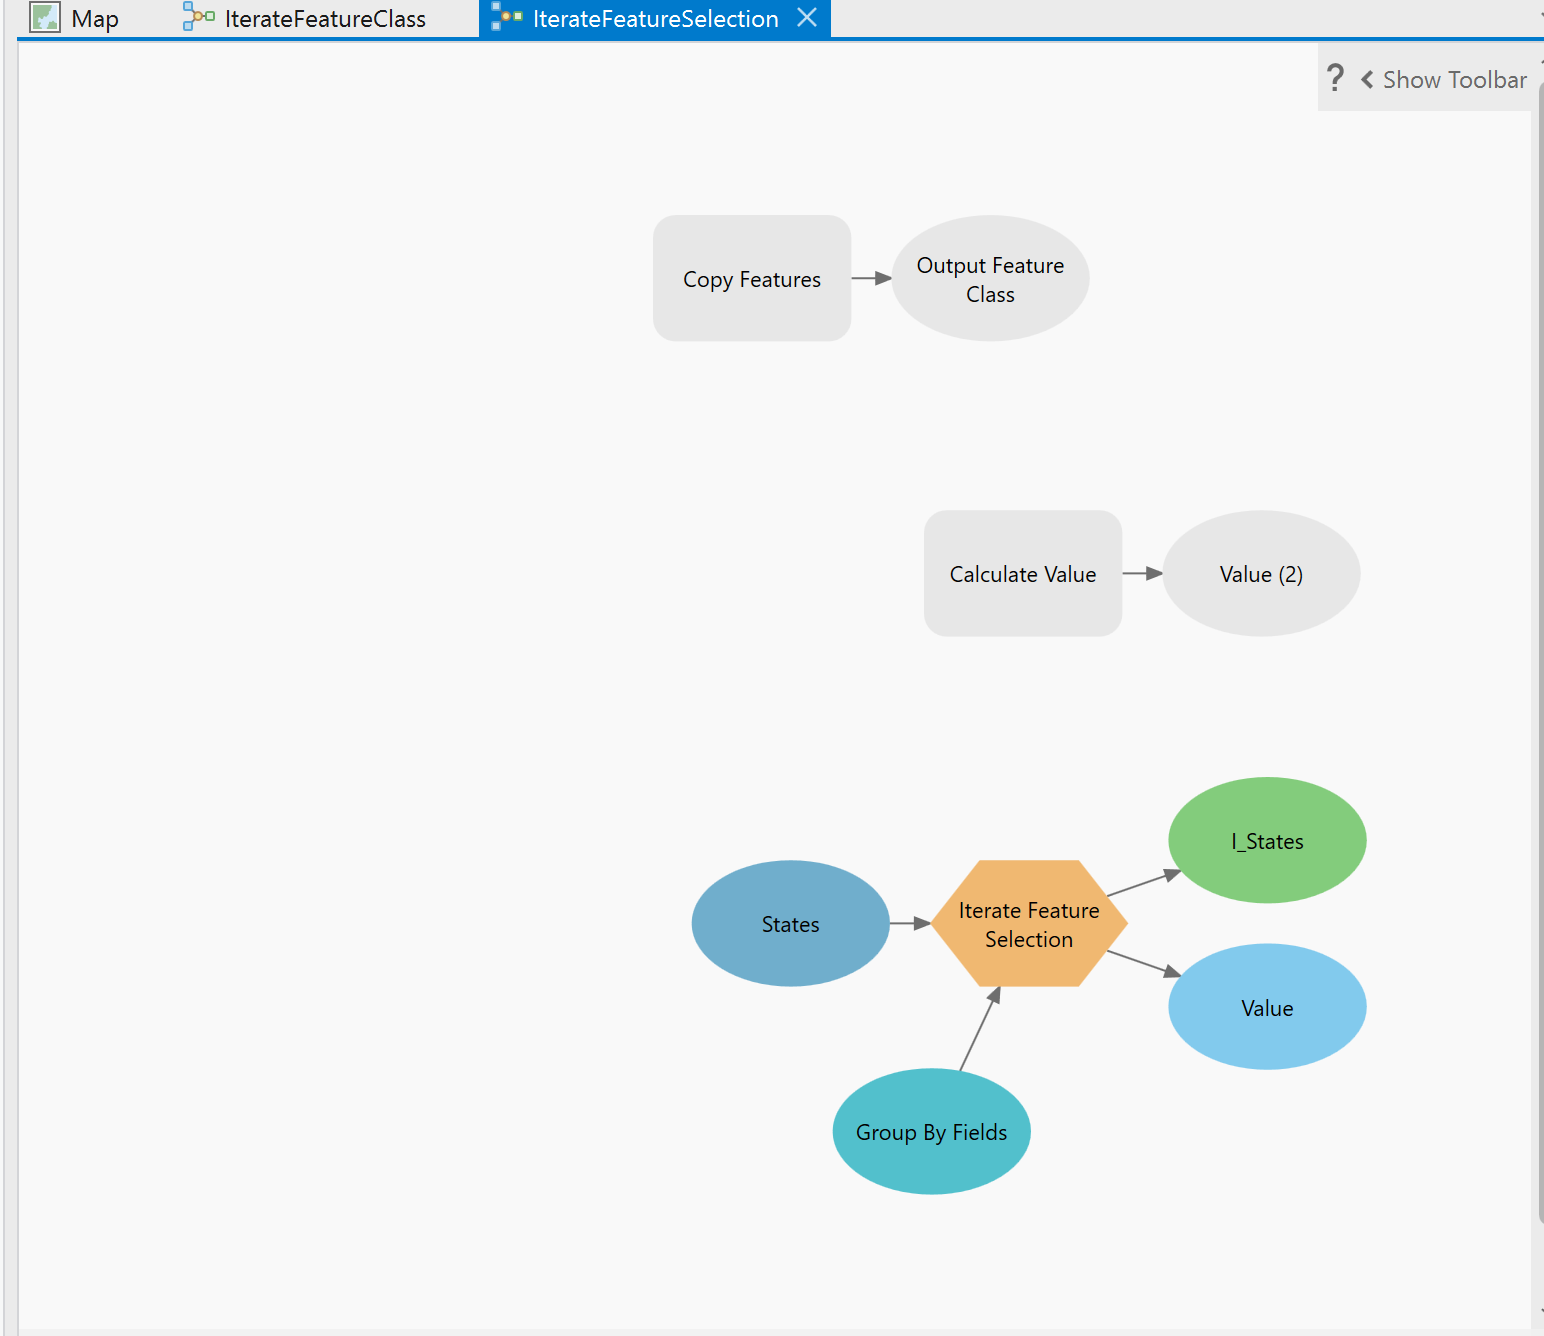 Map
IterateFeatureClass
IterateFeatureSelection
? Show Toolbar
Copy Features
Output Feature
Class
Calculate Value
Value (2)
I_States
States
Iterate Feature
Selection
Value
Group By Fields